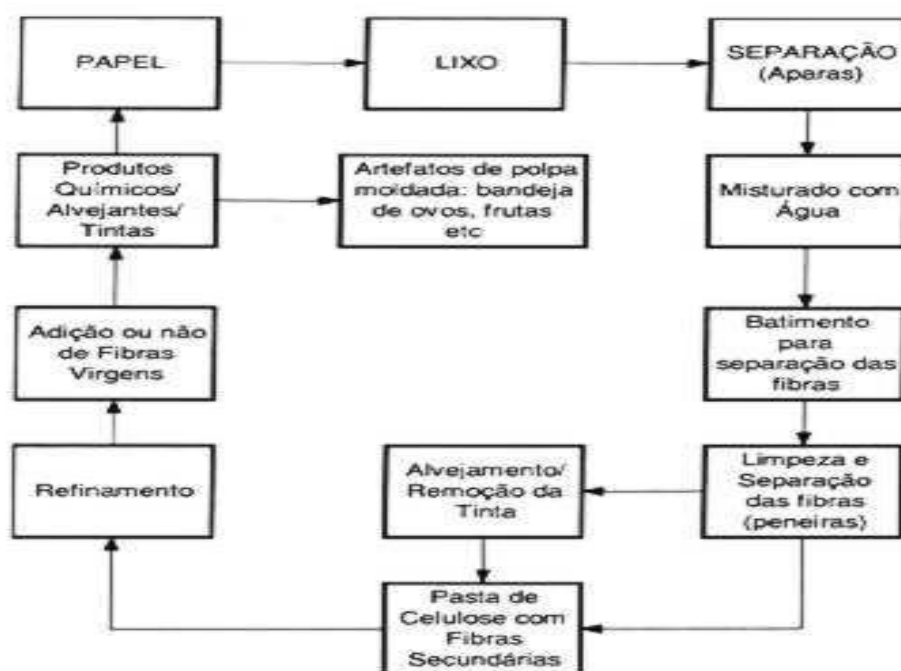 PAPEL
LIXO
SEPARAÇÃO
(Aparas)
Produtos
Químicos/
Alvejantes/
Tintas
Artefatos de polpa
moldada: bandeja
de ovos, frutas
etc
Misturado com
Água
Adição ou não
de Fibras
Virgens
Batimento
para
separação das
fibras
Refinamento
Alvejamento/
Remoção da
Tinta
Limpeza e
Separação
das fibras
(peneiras)
Pasta de
Celulose com
Fibras
Secundárias